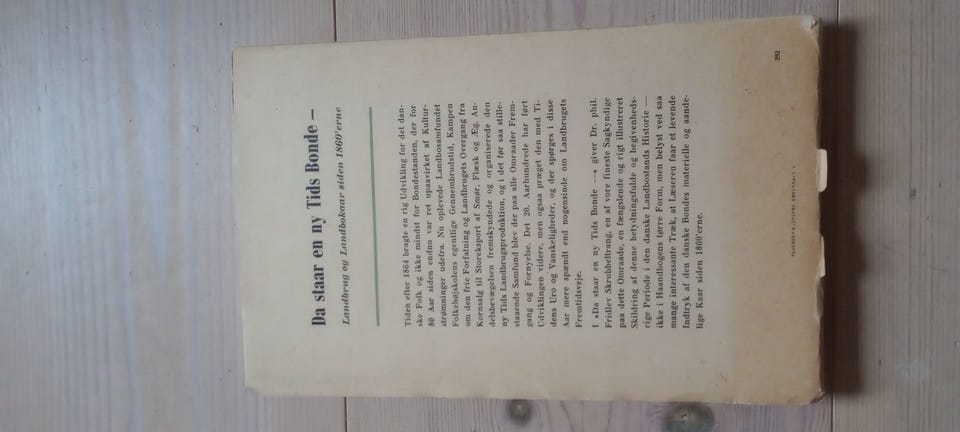 Da staar en ny Tids Bonde —
Landbrug og Landbokaar siden 1860'erne
Tiden efter 1864 bragte en rig Udvikling for det dan-
ske Folk og ikke mindst for Bondestanden, der for
80 Aar siden endnu var ret upaavirket af Kultur-
strømninger udefra. Nu oplevede Landbosamfundet
Folkehøjskolens egentlige Gennembrudstid, Kampen
om den frie Forfatning og Landbrugets Overgang fra
Kornsalg til Storeksport af Smør, Flæsk og Æg. An-
delsbevægelsen fremskyndede og organiserede den
ny Tids Landbrugsproduktion, og i det før saa stille-
staaende Samfund blev der paa alle Omraader Frem-
gang og Fornyelse. Det 20. Aarhundrede har ført
Udviklingen videre, men ogsaa præget den med Ti-
dens Uro og Vanskeligheder, og der spørges i disse
Aar mere spændt end nogensinde om Landbrugets
Fremtidsveje.
I »Da staar en ny Tids Bonde —« giver Dr. phil.
Fridlev Skrubbeltrang, en af vore fineste Sagkyndige
paa dette Omraade, en fængslende og rigt illustreret
Skildring af denne betydningsfulde og begivenheds-
rige Periode i den danske Landbostands Historie —
ikke i Haandbogens tørre Form, men belyst ved saa
mange interessante Træk, at Læseren faar et levende
Indtryk af den danske Bondes materielle og aande-
lige Kaar siden 1860'erne.
292